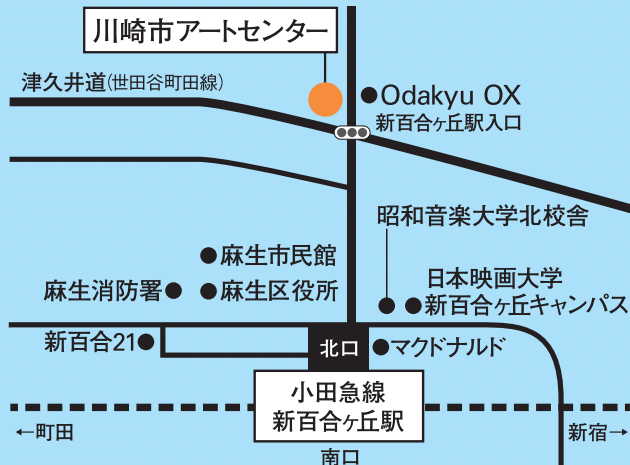 川崎市アートセンター
津久井道(世田谷町田線)
Odakyu OX
新百合ヶ丘駅入口
昭和音楽大学北校舎
麻生市民館
日本映画大学
新百合ヶ丘キャンパス
麻生消防署
麻生区役所
新百合21
北口
マクドナルド
小田急線
新百合ヶ丘駅
←町田
新宿→
南口